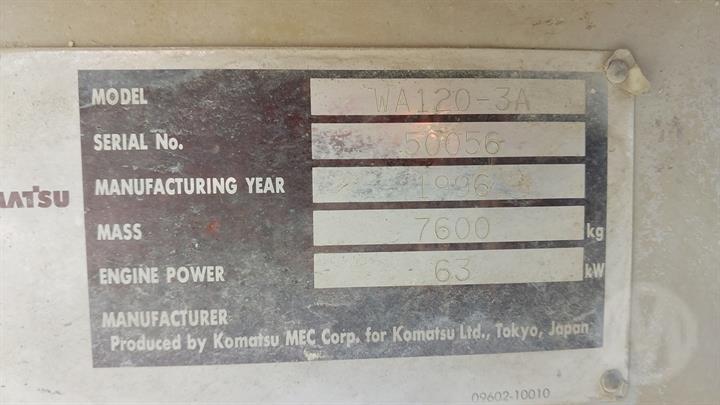 MODEL WA120-3A
SERIAL No. 50056
MANUFACTURING YEAR 1996
MATSU
MASS 7600 kg
ENGINE POWER 63 kW
MANUFACTURER
Produced by Komatsu MEC Corp. for Komatsu Ltd., Tokyo, Japan
09602-10010